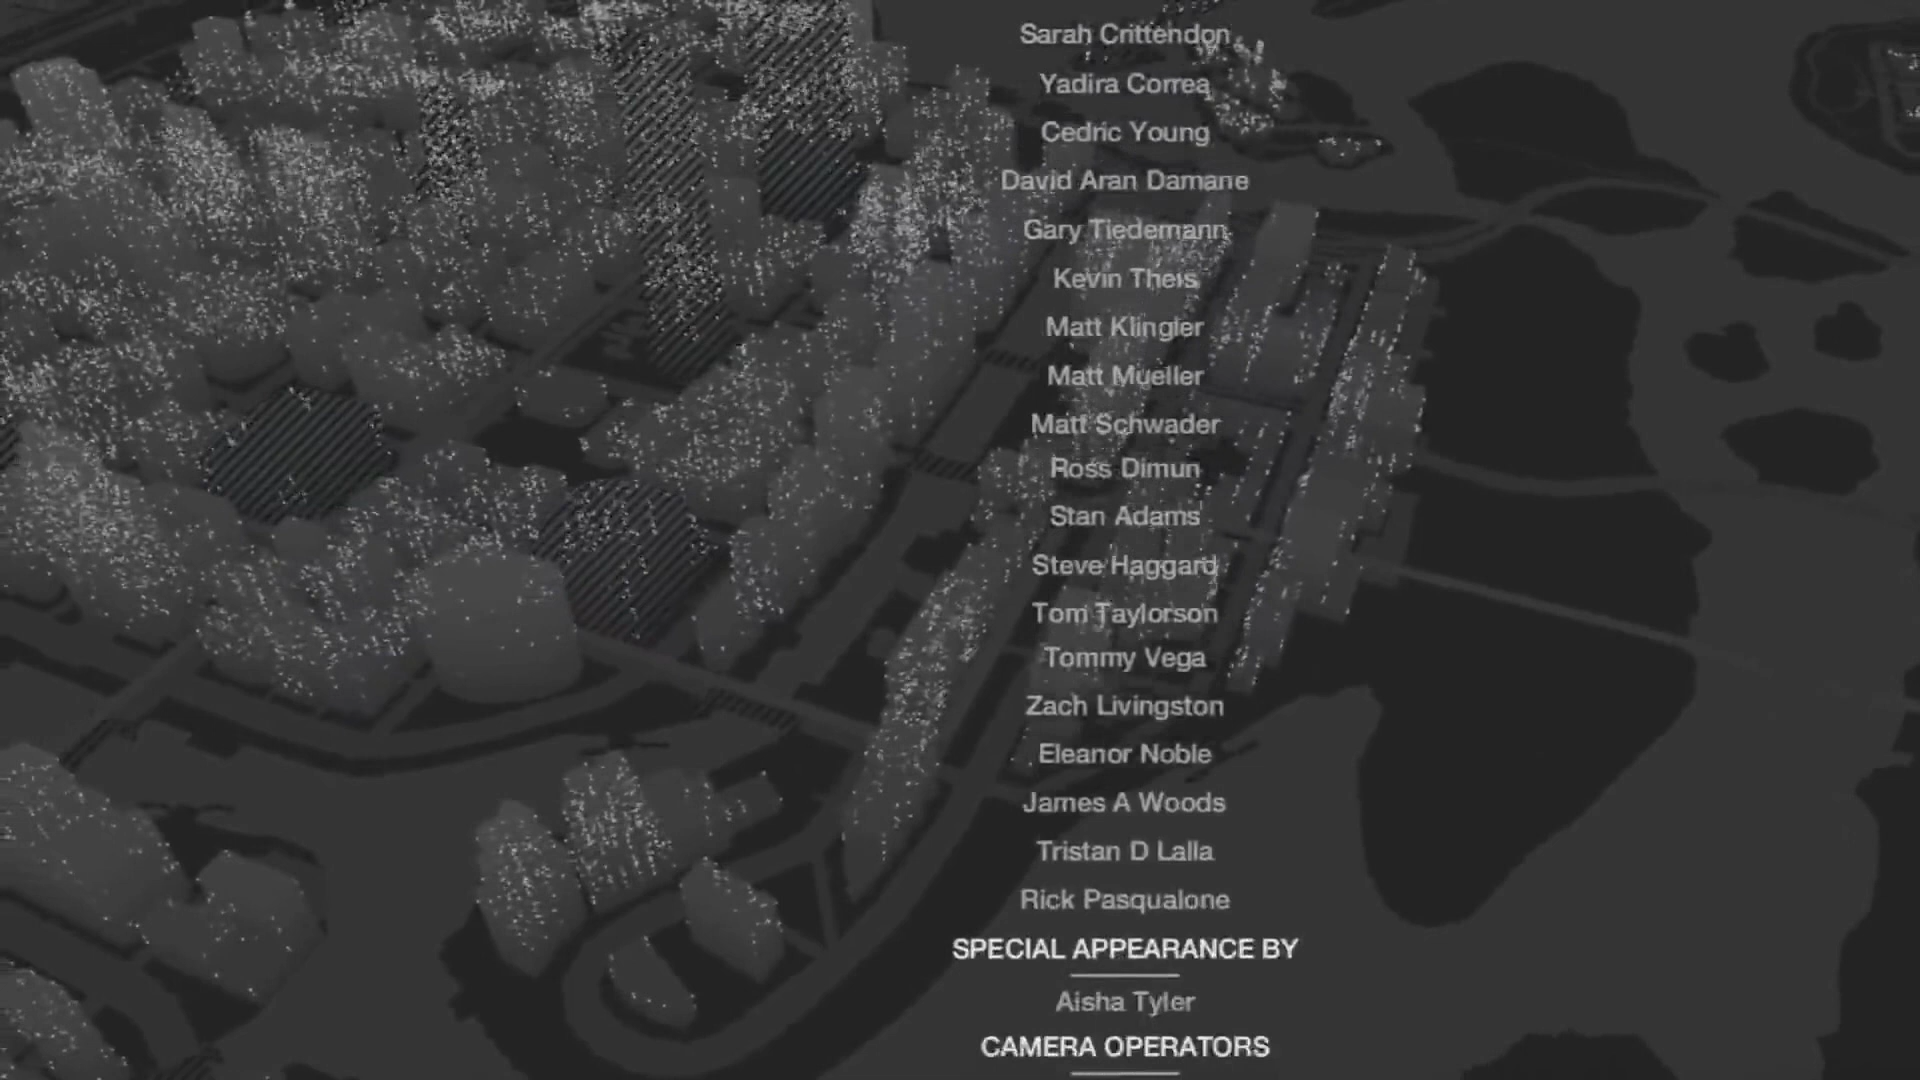 Sarah Crittendon
Yadira Correa
Cedric Young
David Aran Damane
Gary Tiedemann
Kevin Theis
Matt Klingler
Matt Mueller
Matt Schwader
Ross Dimun
Stan Adams
Steve Haggard
Tom Taylorson
Tommy Vega
Zach Livingston
Eleanor Noble
James A Woods
Tristan D Lalla
Rick Pasqualone
SPECIAL APPEARANCE BY
Aisha Tyler
CAMERA OPERATORS